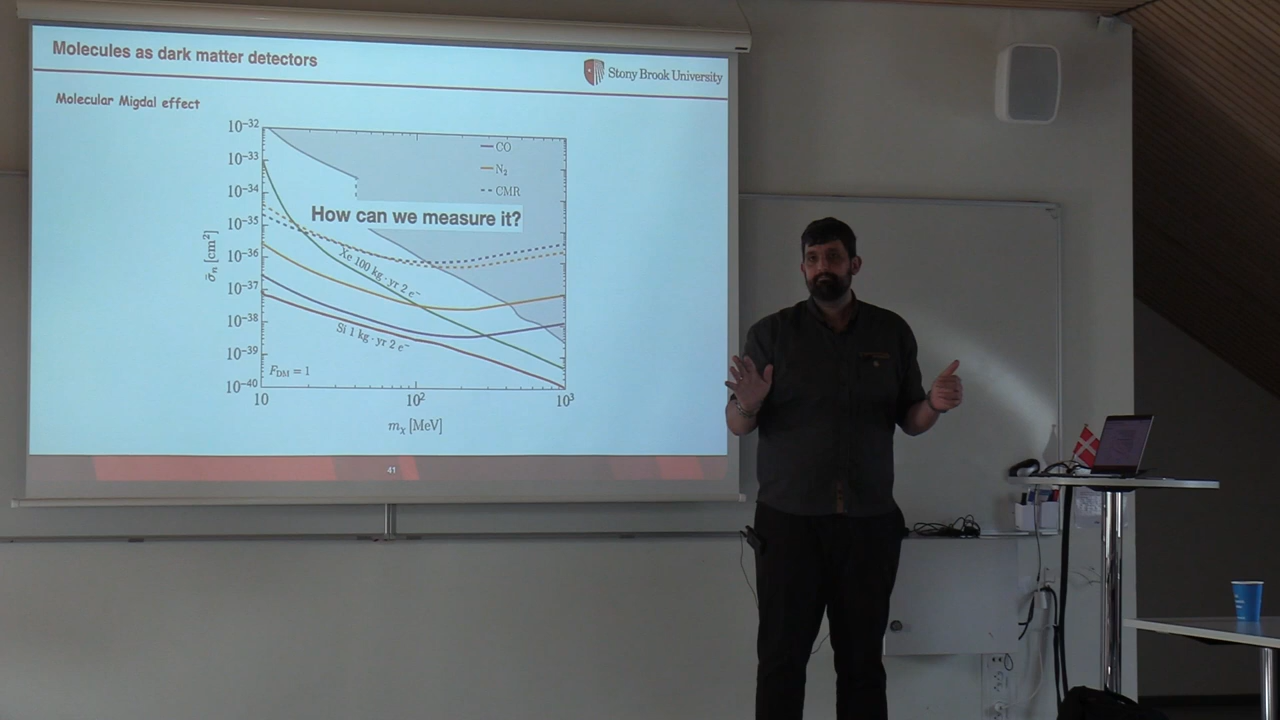 Molecules as dark matter detectors
Stony Brook University
Molecular Migdal effect
10⁻³²
10⁻³³
10⁻³⁴
10⁻³⁵
10⁻³⁶
10⁻³⁷
10⁻³⁸
10⁻³⁹
10⁻⁴⁰
σ̄ₙ [cm²]
CO
N₂
CMR
How can we measure it?
Xe 100 kg · yr 2 e⁻
Si 1 kg · yr 2 e⁻
F_DM = 1
10
10²
10³
mχ [MeV]
41